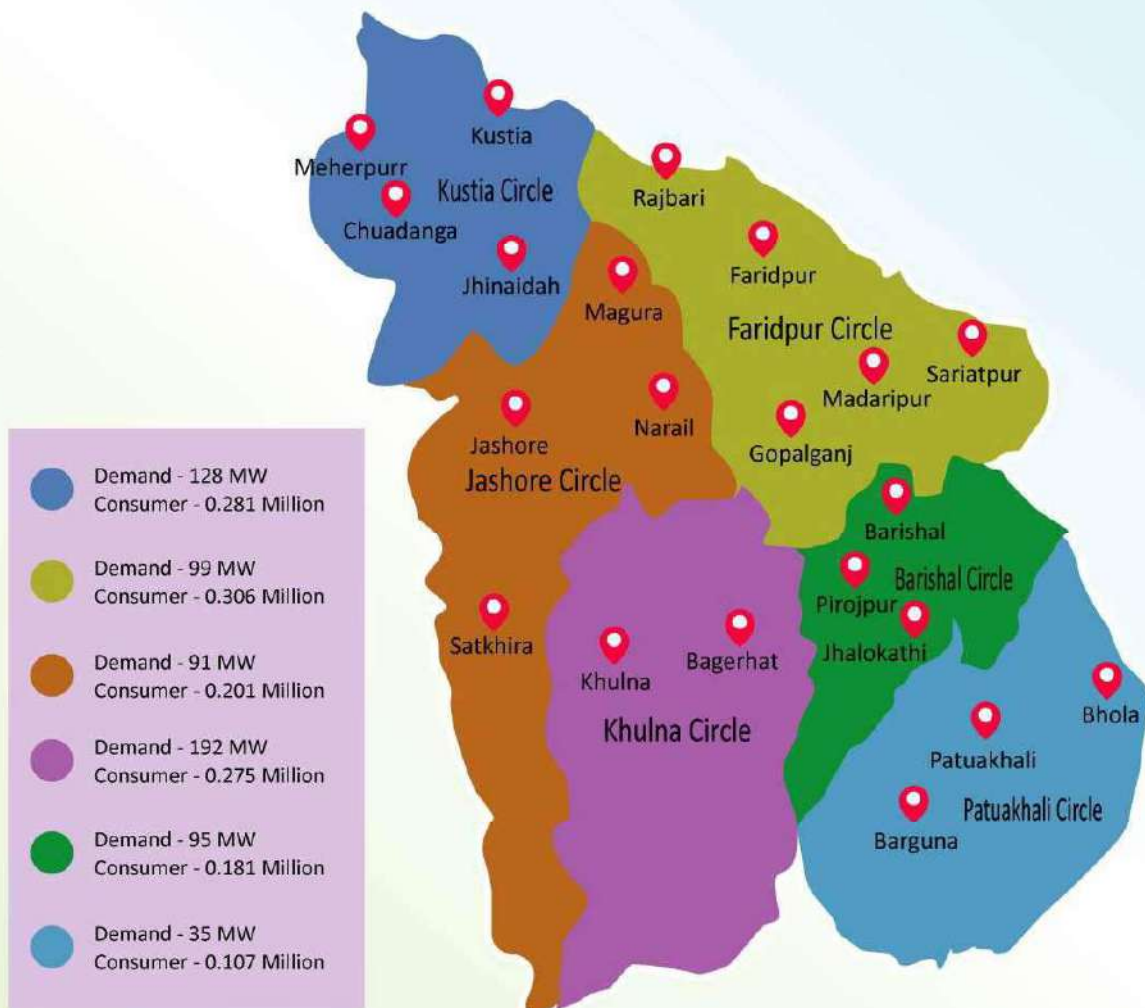 Kustia
Meherpurr
Kustia Circle
Rajbari
Chuadanga
Faridpur
Jhinaidah
Magura
Faridpur Circle
Sariatpur
Madaripur
Narail
Jashore
Gopalganj
Jashore Circle
Demand - 128 MW
Consumer - 0.281 Million
Barishal
Demand - 99 MW
Consumer - 0.306 Million
Barishal Circle
Pirojpur
Satkhira
Jhalokathi
Bagerhat
Khulna
Demand - 91 MW
Consumer - 0.201 Million
Bhola
Khulna Circle
Demand - 192 MW
Consumer - 0.275 Million
Patuakhali
Patuakhali Circle
Barguna
Demand - 95 MW
Consumer - 0.181 Million
Demand - 35 MW
Consumer - 0.107 Million